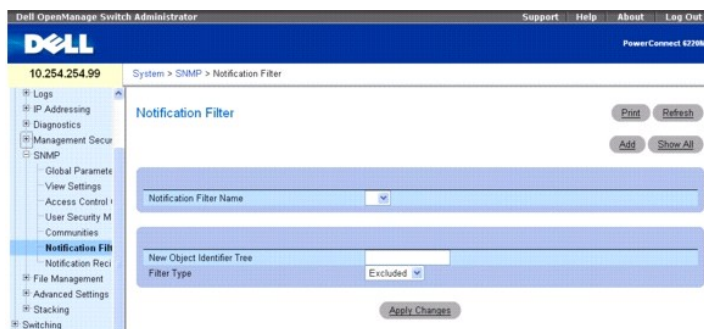 Dell OpenManage Switch Administrator
Support Help About Log Out
DELL
PowerConnect 6220M
10.254.254.99
System > SNMP > Notification Filter
Logs
IP Addressing
Diagnostics
Management Secur
SNMP
Global Paramete
View Settings
Access Control
User Security M
Communities
Notification Filt
Notification Reci
File Management
Advanced Settings
Stacking
Switching
Notification Filter
Print Refresh
Add Show All
Notification Filter Name
New Object Identifier Tree
Filter Type Excluded
Apply Changes